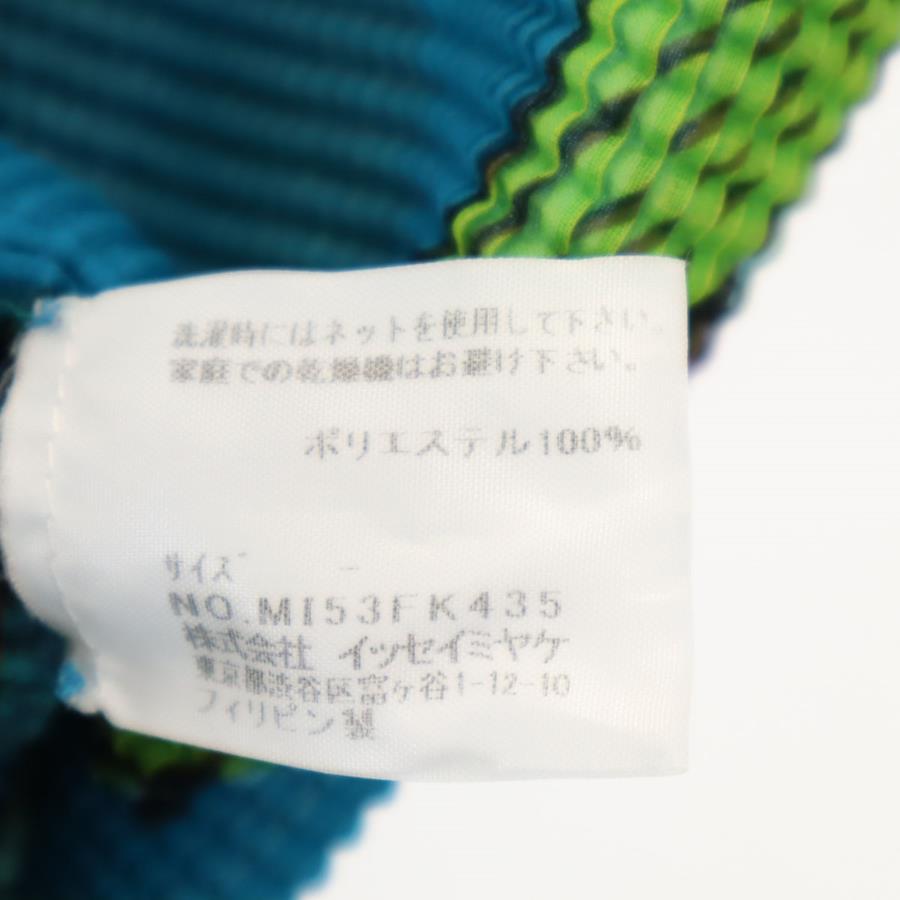 洗濯時にはネットを使用して下さい。
家庭での乾燥機はお避け下さい。
ポリエステル100%
サイズ -
NO.MI53FK435
株式会社 イッセイミヤケ
東京都渋谷区富ヶ谷1-12-10
フィリピン製